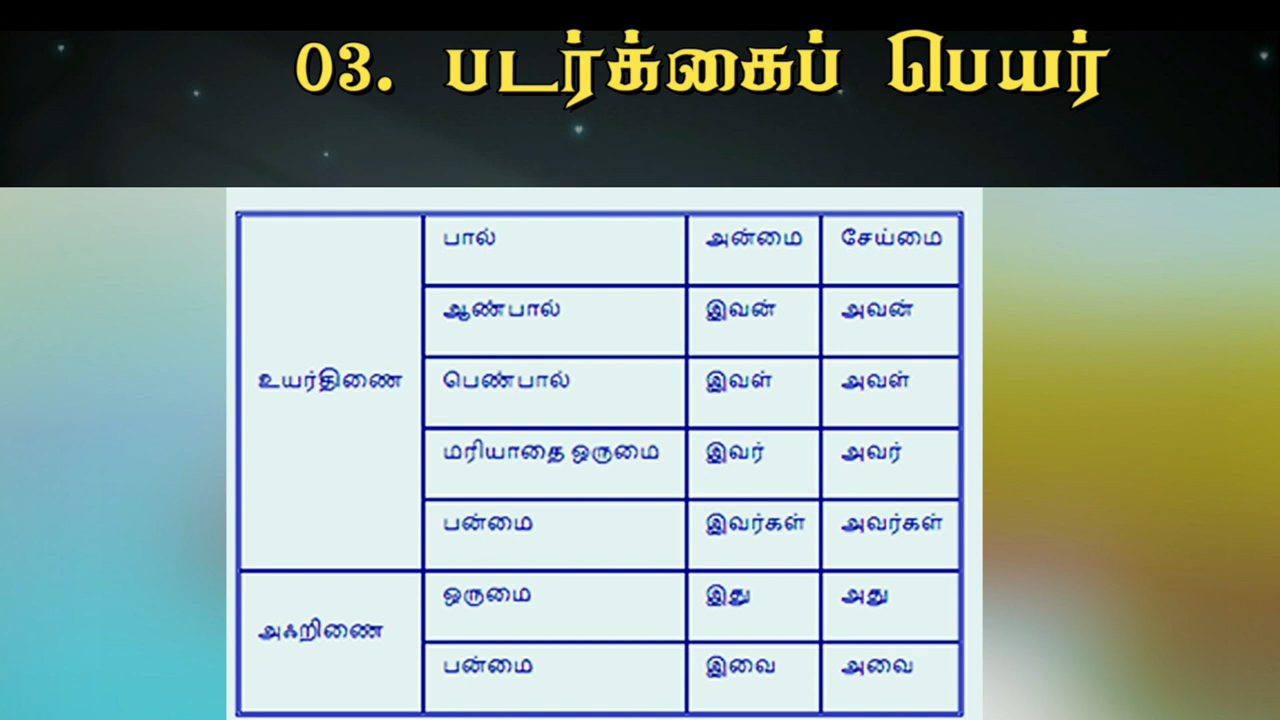 03. படர்க்கைப் பெயர்
பால் அன்மை சேய்மை
ஆண்பால் இவன் அவன்
உயர்திணை பெண்பால் இவள் அவள்
மரியாதை ஒருமை இவர் அவர்
பன்மை இவர்கள் அவர்கள்
ஒருமை இது அது
அஃறிணை
பன்மை இவை அவை